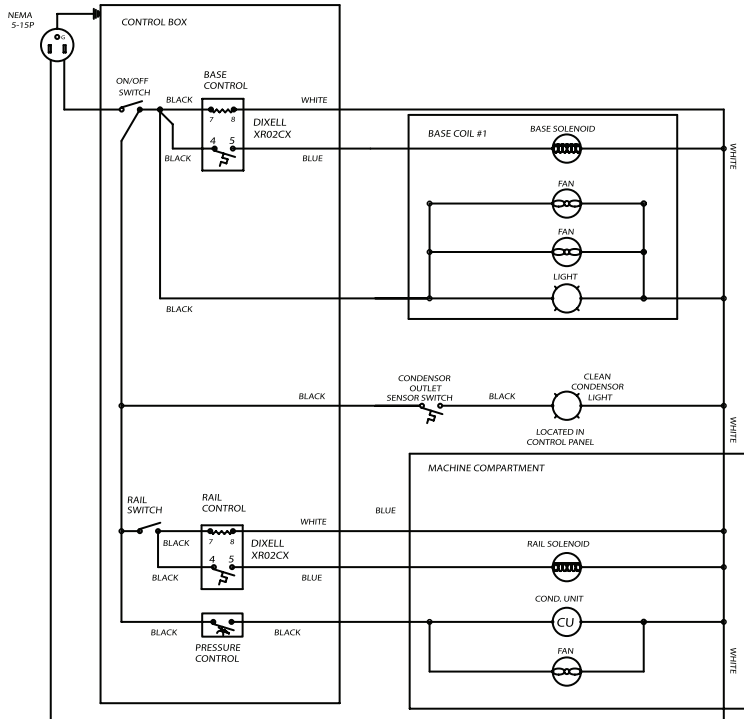 NEMA
5-15P
G
CONTROL BOX
ON/OFF
SWITCH
BASE
CONTROL
BLACK
WHITE
7 8
DIXELL
XR02CX
4 5
BLACK
BLUE
BASE COIL #1
BASE SOLENOID
WHITE
FAN
FAN
LIGHT
BLACK
CONDENSOR
OUTLET
SENSOR SWITCH
BLACK
BLACK
CLEAN
CONDENSOR
LIGHT
LOCATED IN
CONTROL PANEL
WHITE
MACHINE COMPARTMENT
RAIL
SWITCH
RAIL
CONTROL
BLUE
WHITE
BLACK
7 8
DIXELL
XR02CX
4 5
BLACK
BLUE
RAIL SOLENOID
COND. UNIT
CU
BLACK
BLACK
PRESSURE
CONTROL
FAN
WHITE